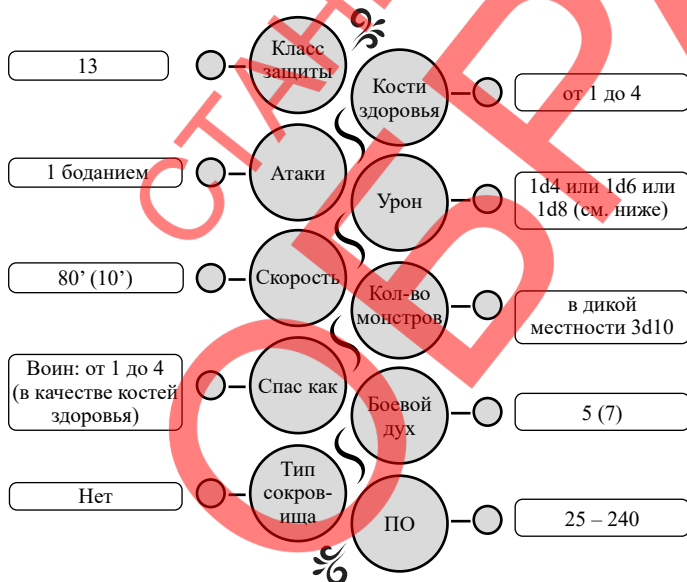 Класс
защиты
13
Кости
здоровья
от 1 до 4
Атаки
1 боданием
Урон
1d4 или 1d6 или
1d8 (см. ниже)
Скорость
80’ (10’)
Кол-во
монстров
в дикой
местности 3d10
Спас как
Воин: от 1 до 4
(в качестве костей
здоровья)
Боевой
дух
5 (7)
Тип
сокров-
ища
Нет
ПО
25 – 240